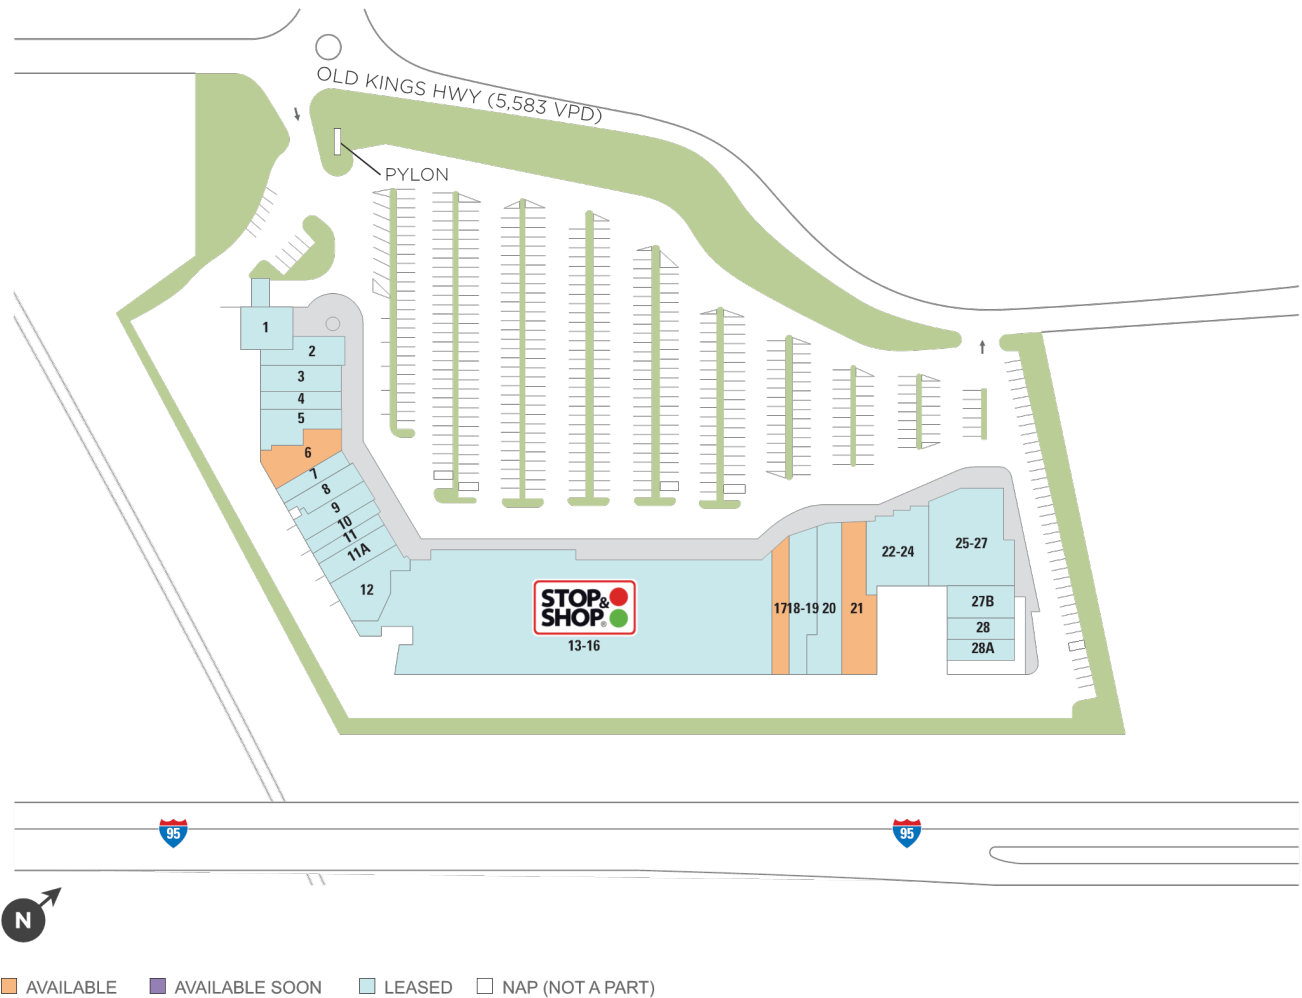 OLD KINGS HWY (5,583 VPD)
PYLON
1
2
3
4
5
6
7
8
9
10
11
11A
12
STOP&
SHOP®
13-16
17
18-19
20
21
22-24
25-27
27B
28
28A
95
95
N
AVAILABLE
AVAILABLE SOON
LEASED
NAP (NOT A PART)